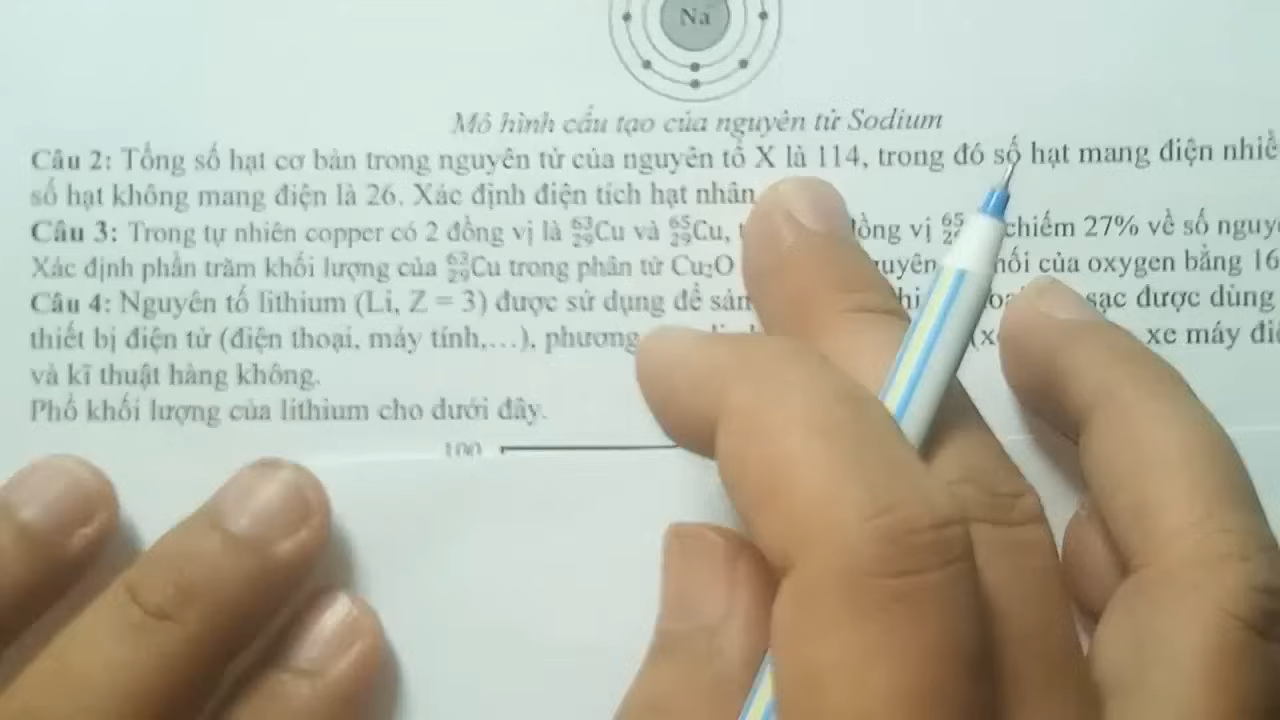 Na
Mô hình cấu tạo của nguyên tử Sodium
Câu 2: Tổng số hạt cơ bản trong nguyên tử của nguyên tố X là 114, trong đó số hạt mang điện
số hạt không mang điện là 26. Xác định điện tích hạt nhân
Câu 3: Trong tự nhiên copper có 2 đồng vị là ⁶³₂₉Cu và ⁶⁵₂₉Cu, vị 65 chiếm 27% về số
Xác định phần trăm khối lượng của ⁶³₂₉Cu trong phân tử Cu₂O của oxygen bằng 16
Câu 4: Nguyên tố lithium (Li, Z = 3) được sử dụng để sạc được dùng
thiết bị điện tử (điện thoại, máy tính,...), phương xe máy
và kĩ thuật hàng không.
Phổ khối lượng của lithium cho dưới đây.
100